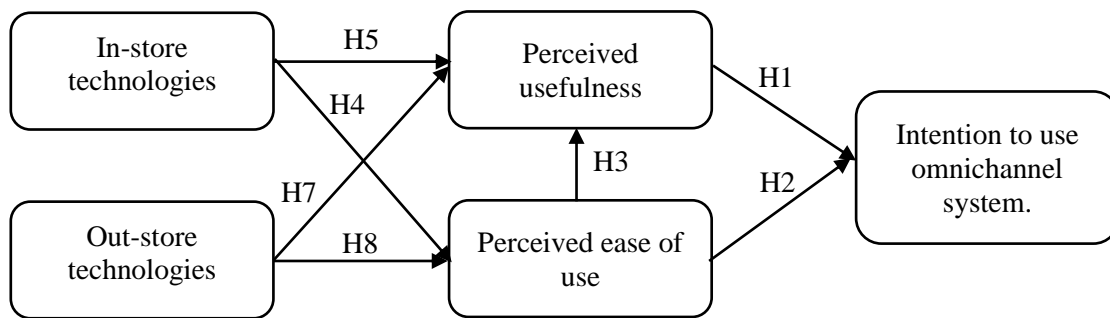 In-store
technologies
H5
Perceived
usefulness
H1
H4
Intention to use
omnichannel
system.
H3
H7
H2
Out-store
technologies
H8
Perceived ease of
use